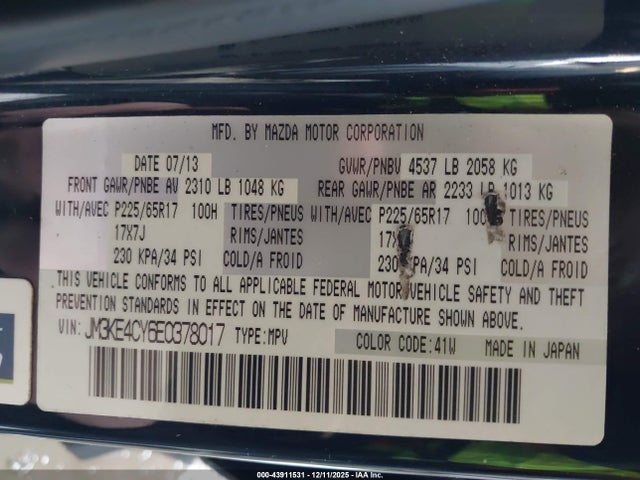 MFD. BY MAZDA MOTOR CORPORATION
DATE 07/13 GVWR/PNBV 4537 LB 2058 KG
FRONT GAWR/PNBE AV 2310 LB 1048 KG REAR GAWR/PNBE AR 2233 LB 1013 KG
WITH/AVEC P225/65R17 100H TIRES/PNEUS WITH/AVEC P225/65R17 TIRES/PNEUS
17X7J RIMS/JANTES RIMS/JANTES
230 KPA/34 PSI COLD/A FROID 230 KPA/34 PSI COLD/A FROID
THIS VEHICLE CONFORMS TO ALL APPLICABLE FEDERAL MOTOR VEHICLE SAFETY AND THEFT
PREVENTION STANDARDS IN EFFECT ON THE DATE OF MANUFACTURE SHOWN ABOVE.
VIN: JM3KE4CY6E0378017 TYPE:MPV COLOR CODE:41W MADE IN JAPAN
000-43911531 - 12/11/2025 - IAA Inc.